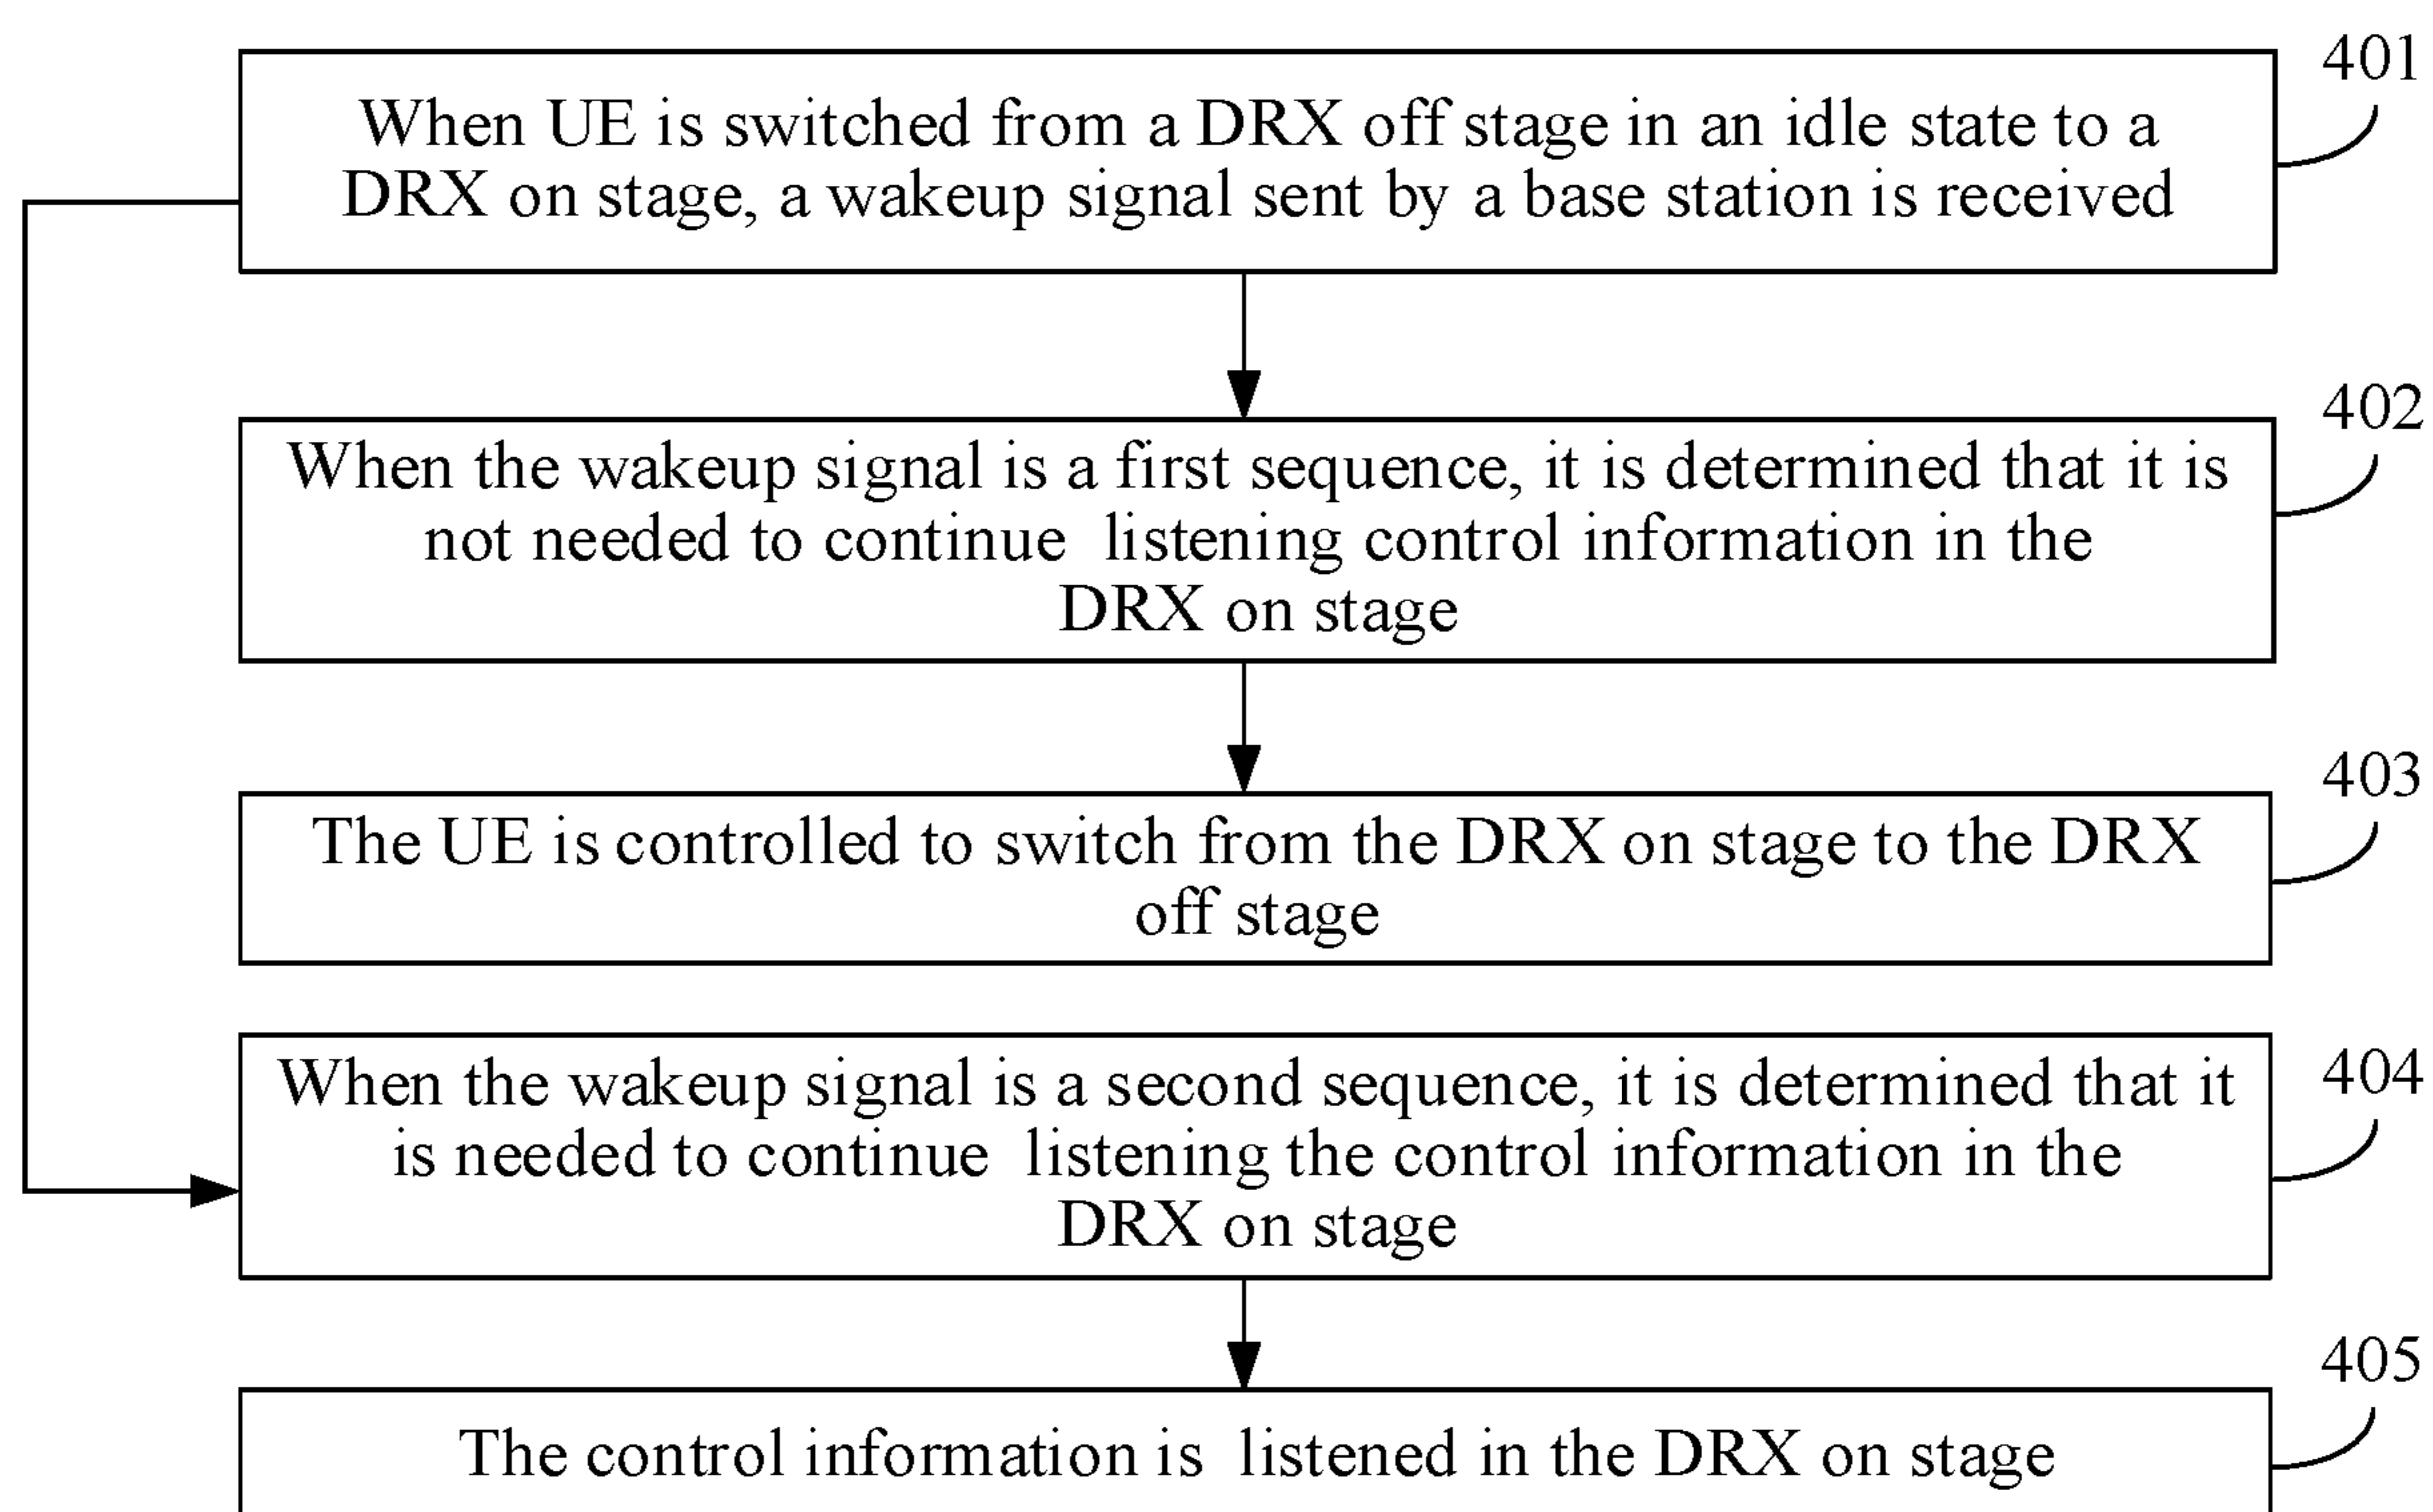 401
When UE is switched from a DRX off stage in an idle state to a
DRX on stage, a wakeup signal sent by a base station is received
402
When the wakeup signal is a first sequence, it is determined that it is
not needed to continue listening control information in the
DRX on stage
403
The UE is controlled to switch from the DRX on stage to the DRX
off stage
404
When the wakeup signal is a second sequence, it is determined that it
is needed to continue listening the control information in the
DRX on stage
405
The control information is listened in the DRX on stage